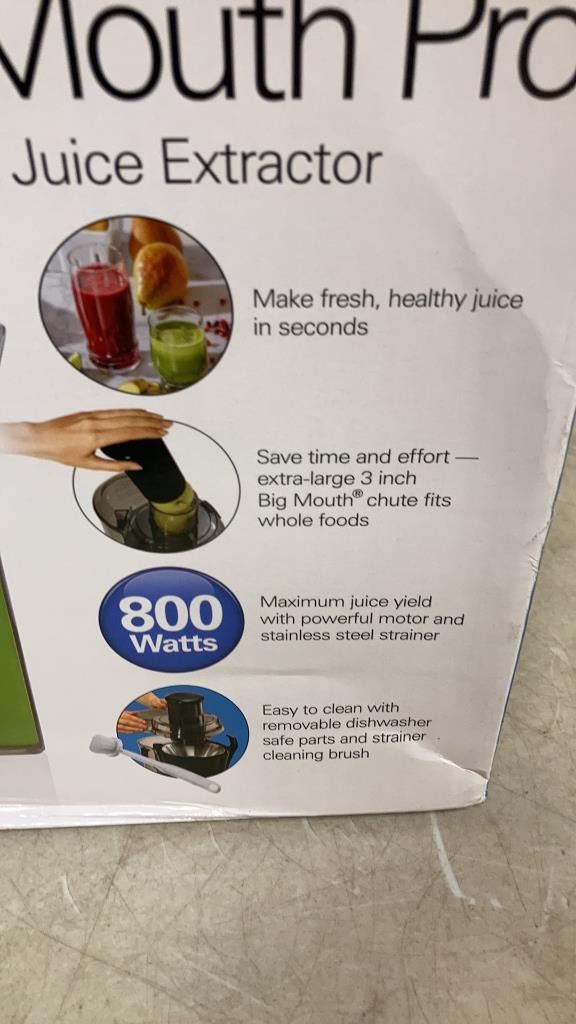 Mouth Pro
Juice Extractor
Make fresh, healthy juice
in seconds
Save time and effort —
extra-large 3 inch
Big Mouth® chute fits
whole foods
800
Watts
Maximum juice yield
with powerful motor and
stainless steel strainer
Easy to clean with
removable dishwasher
safe parts and strainer
cleaning brush